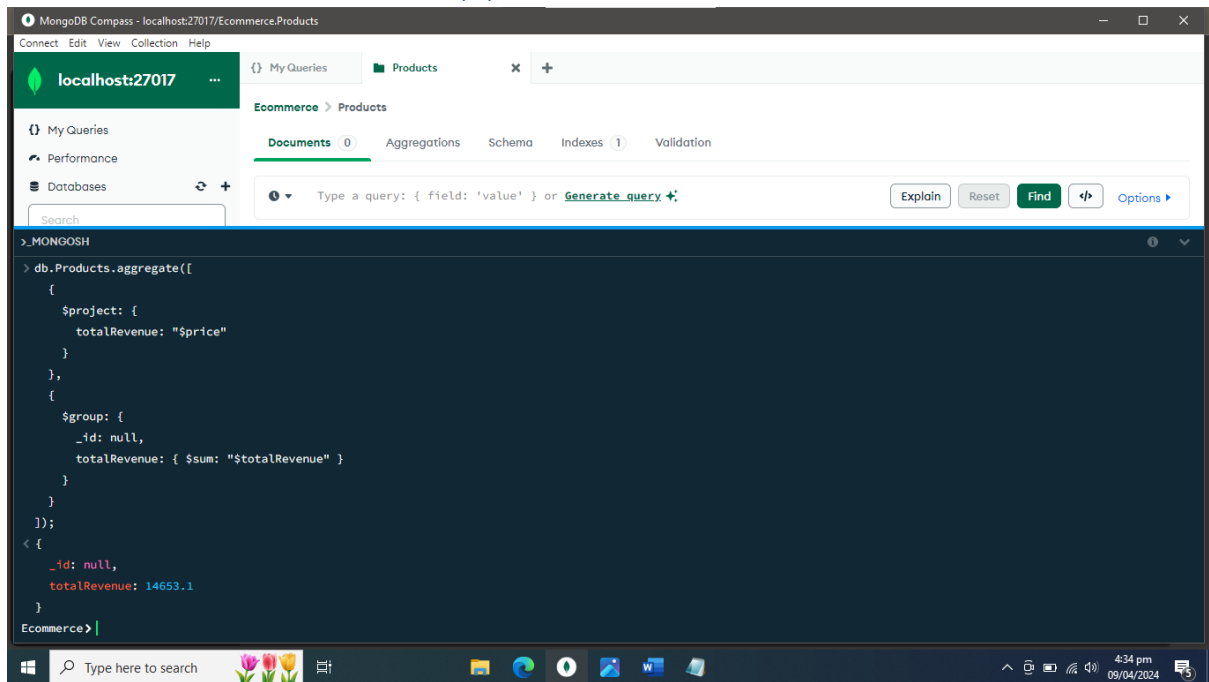 MongoDB Compass - localhost:27017/Ecommerce.Products
Connect Edit View Collection Help
localhost:27017 ...
{} My Queries
Products
Ecommerce > Products
{} My Queries
Performance
Databases
Search
Documents 0 Aggregations Schema Indexes 1 Validation
Type a query: { field: 'value' } or Generate query
Explain Reset Find </> Options
>_MONGOSH
> db.Products.aggregate([
{
$project: {
totalRevenue: "$price"
}
},
{
$group: {
_id: null,
totalRevenue: { $sum: "$totalRevenue" }
}
}
]);
< {
_id: null,
totalRevenue: 14653.1
}
Ecommerce>
Type here to search
4:34 pm
09/04/2024
5